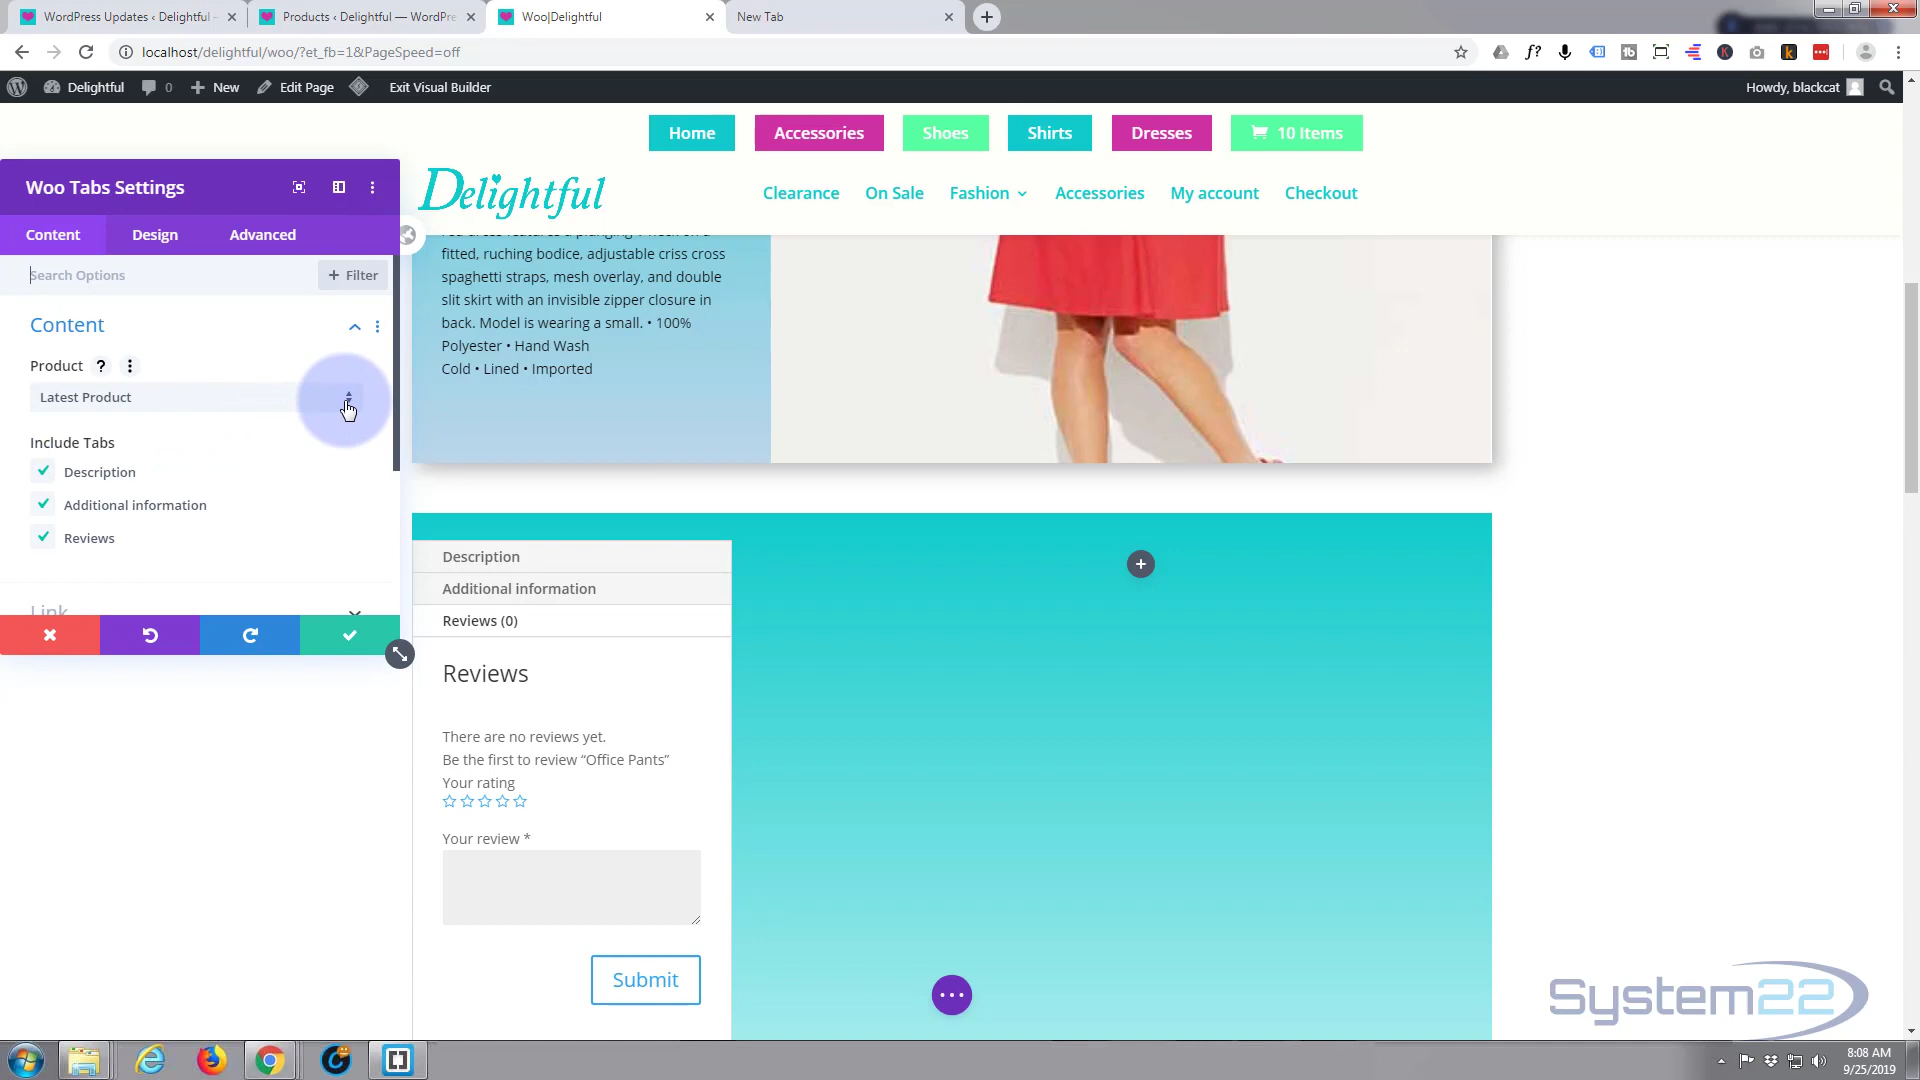 WordPress Updates ‹ Delightful –
Products ‹ Delightful — WordPre
Woo|Delightful
New Tab
localhost/delightful/woo/?et_fb=1&PageSpeed=off
Delightful
0
New
Edit Page
Exit Visual Builder
Howdy, blackcat
Home
Accessories
Shoes
Shirts
Dresses
10 Items
Delightful
Clearance
On Sale
Fashion
Accessories
My account
Checkout
Woo Tabs Settings
Content
Design
Advanced
Search Options
+ Filter
Content
Product ?
Latest Product
Include Tabs
Description
Additional information
Reviews
Link
fitted, ruching bodice, adjustable criss cross
spaghetti straps, mesh overlay, and double
slit skirt with an invisible zipper closure in
back. Model is wearing a small. • 100%
Polyester • Hand Wash
Cold • Lined • Imported
Description
Additional information
Reviews (0)
Reviews
There are no reviews yet.
Be the first to review “Office Pants”
Your rating
Your review *
Submit
System22
8:08 AM
9/25/2019